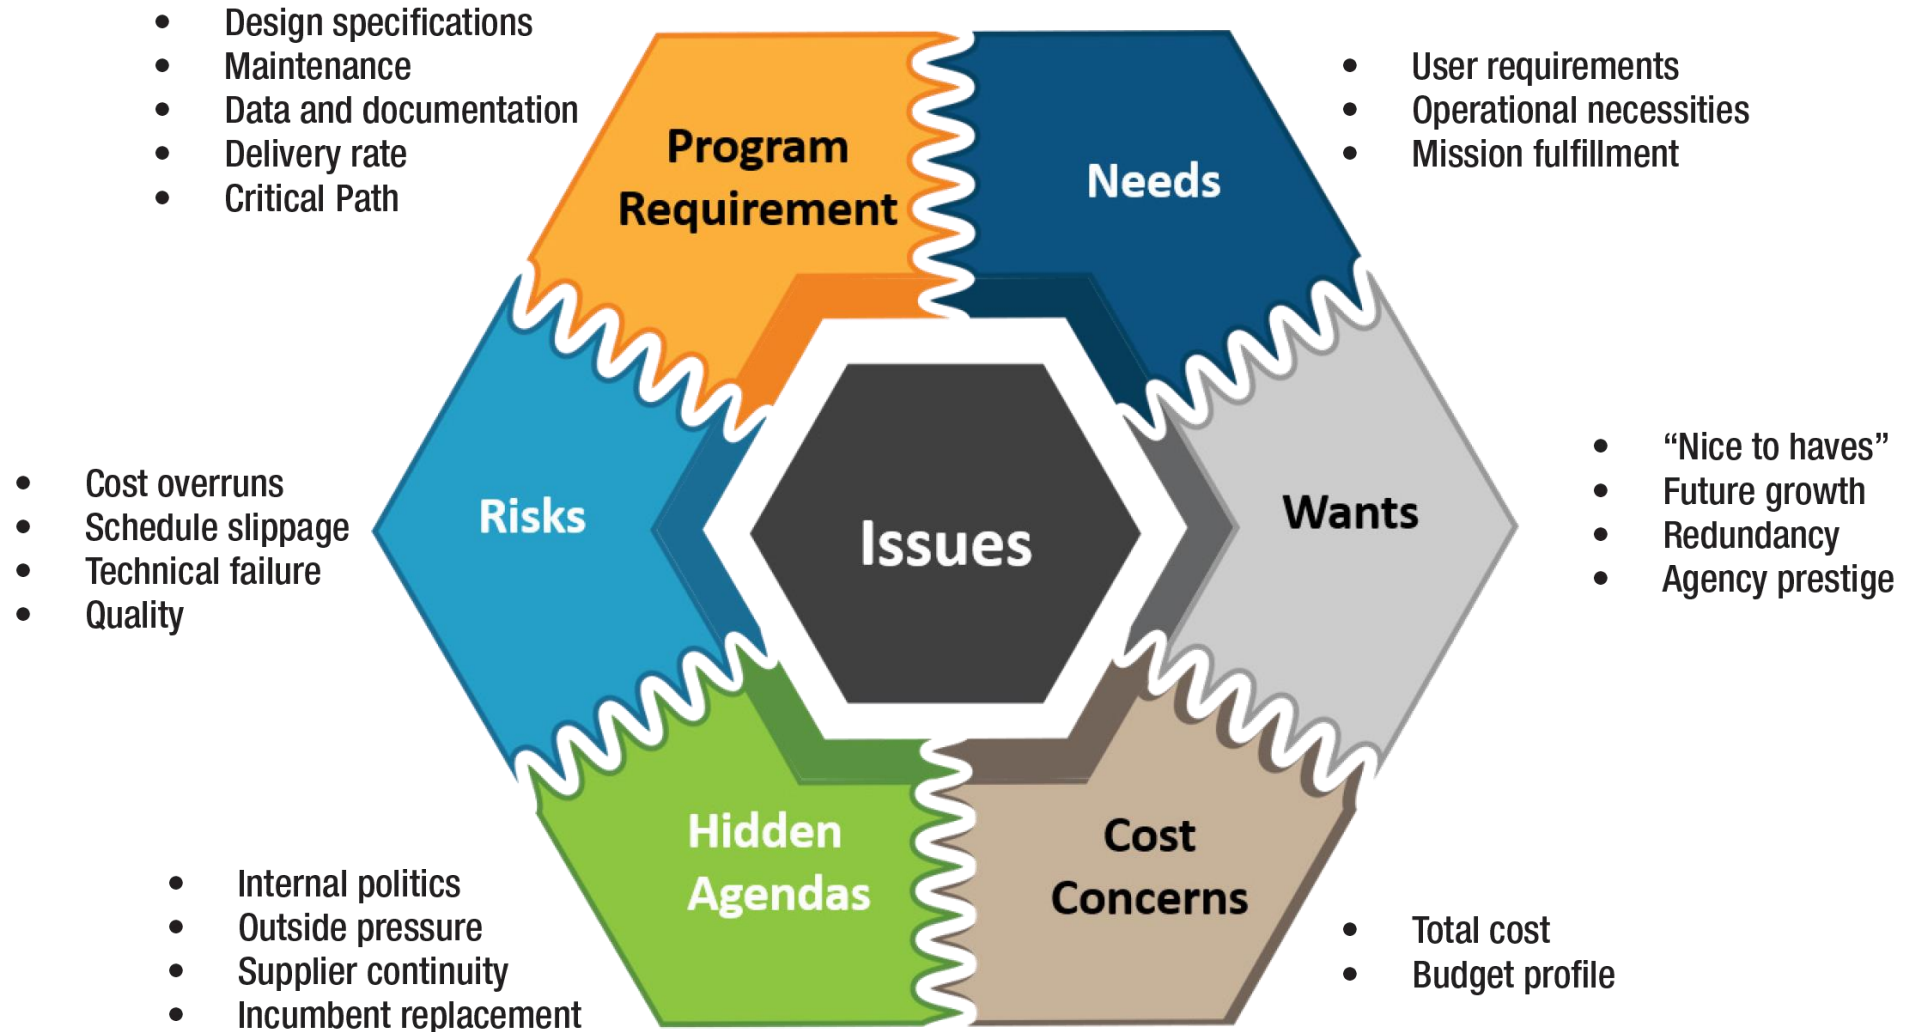 • Design specifications
• Maintenance
• Data and documentation
• Delivery rate
• Critical Path
Program
Requirement
Needs
• User requirements
• Operational necessities
• Mission fulfillment
• Cost overruns
• Schedule slippage
• Technical failure
• Quality
Risks
Issues
Wants
• “Nice to haves”
• Future growth
• Redundancy
• Agency prestige
• Internal politics
• Outside pressure
• Supplier continuity
• Incumbent replacement
Hidden
Agendas
Cost
Concerns
• Total cost
• Budget profile